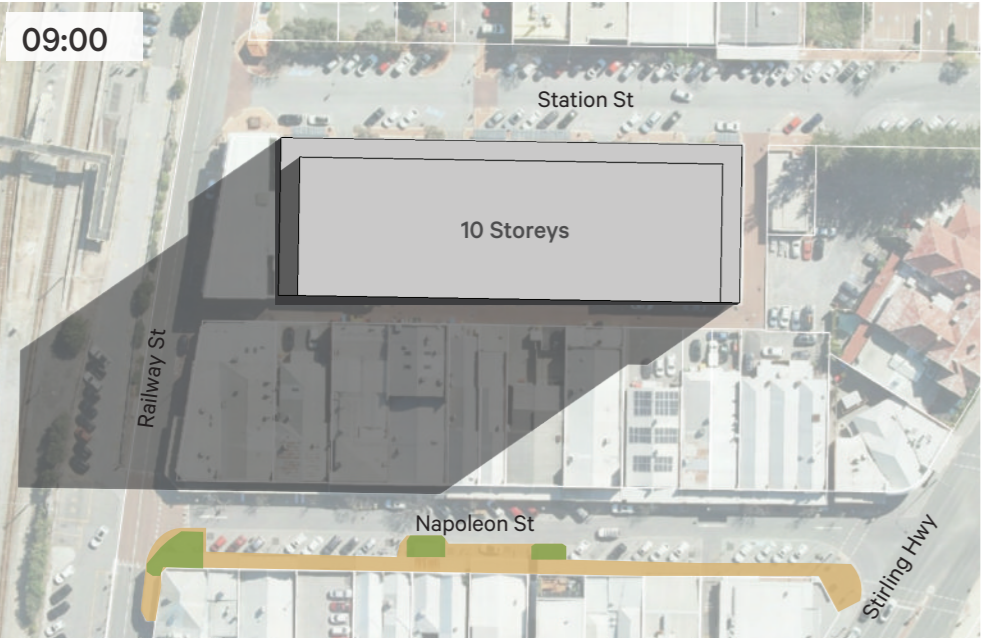 09:00
Station St
10 Storeys
Railway St
Napoleon St
Stirling Hwy